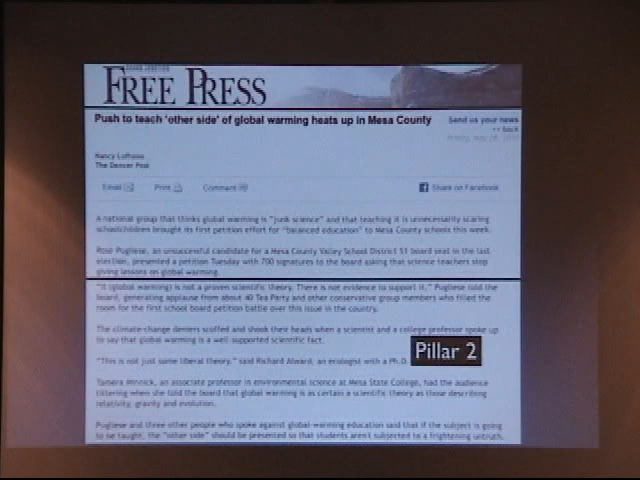 FREE PRESS
Push to teach 'other side' of global warming heats up in Mesa County
Send us your news
<< back
Nancy Lofholm
The Denver Post
Email
Print
Comment
Share on Facebook
A national group that thinks global warming is "junk science" and that teaching it is unnecessarily scaring
schoolchildren brought its first petition effort for "balanced education" to Mesa County schools this week.
Rose Pugliese, an unsuccessful candidate for a Mesa County Valley School District 51 board seat in the last
election, presented a petition Tuesday with 700 signatures to the board asking that science teachers stop
giving lessons on global warming.
"It (global warming) is not a proven scientific theory. There is not evidence to support it," Pugliese told the
board, generating applause from about 40 Tea Party and other conservative group members who filled the
room for the first school board petition battle over this issue in the country.
The climate-change deniers scoffed and shook their heads when a scientist and a college professor spoke up
to say that global warming is a well-supported scientific fact.
Pillar 2
"This is not just some liberal theory," said Richard Alward, an ecologist with a Ph.D.
Tamera Minnick, an associate professor in environmental science at Mesa State College, had the audience
tittering when she told the board that global warming is as certain a scientific theory as those describing
relativity, gravity and evolution.
Pugliese and three other people who spoke against global-warming education said that if the subject is going
to be taught, the "other side" should be presented so that students aren't subjected to a frightening untruth.